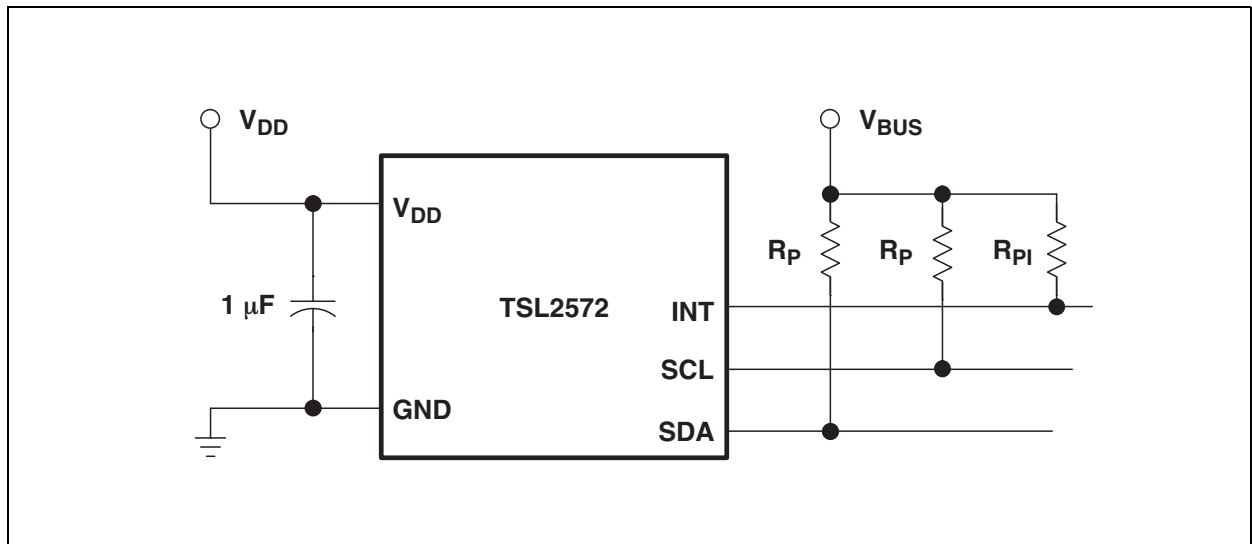 VDD
VBUS
VDD
RP
RP
RPI
1 μF
TSL2572
INT
SCL
GND
SDA